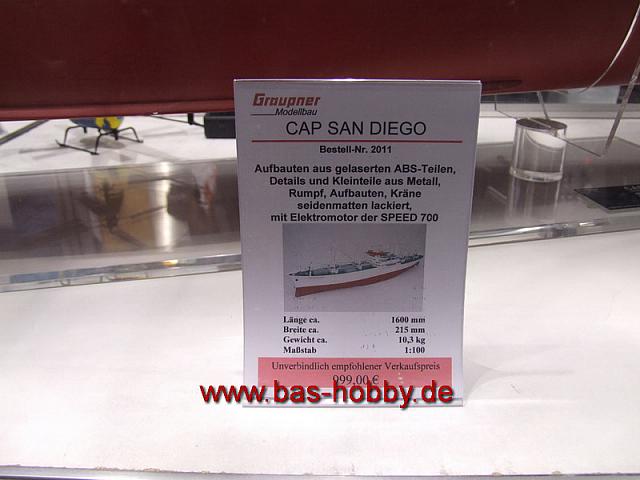 Graupner
Modellbau
CAP SAN DIEGO
Bestell-Nr. 2011
Aufbauten aus gelaserten ABS-Teilen,
Details und Kleinteile aus Metall,
Rumpf, Aufbauten, Kräne
seidenmatten lackiert,
mit Elektromotor der SPEED 700
Länge ca. 1600 mm
Breite ca. 215 mm
Gewicht ca. 10,3 kg
Maßstab 1:100
Unverbindlich empfohlener Verkaufspreis
999,00 €
www.bas-hobby.de